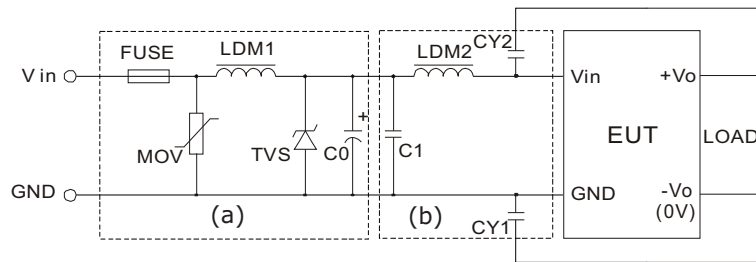 CY2
FUSE
LDM1
LDM2
V in
Vin
+Vo
EUT
LOAD
MOV
TVS
C0
+
C1
GND
GND
-Vo
(0V)
(a)
(b)
CY1